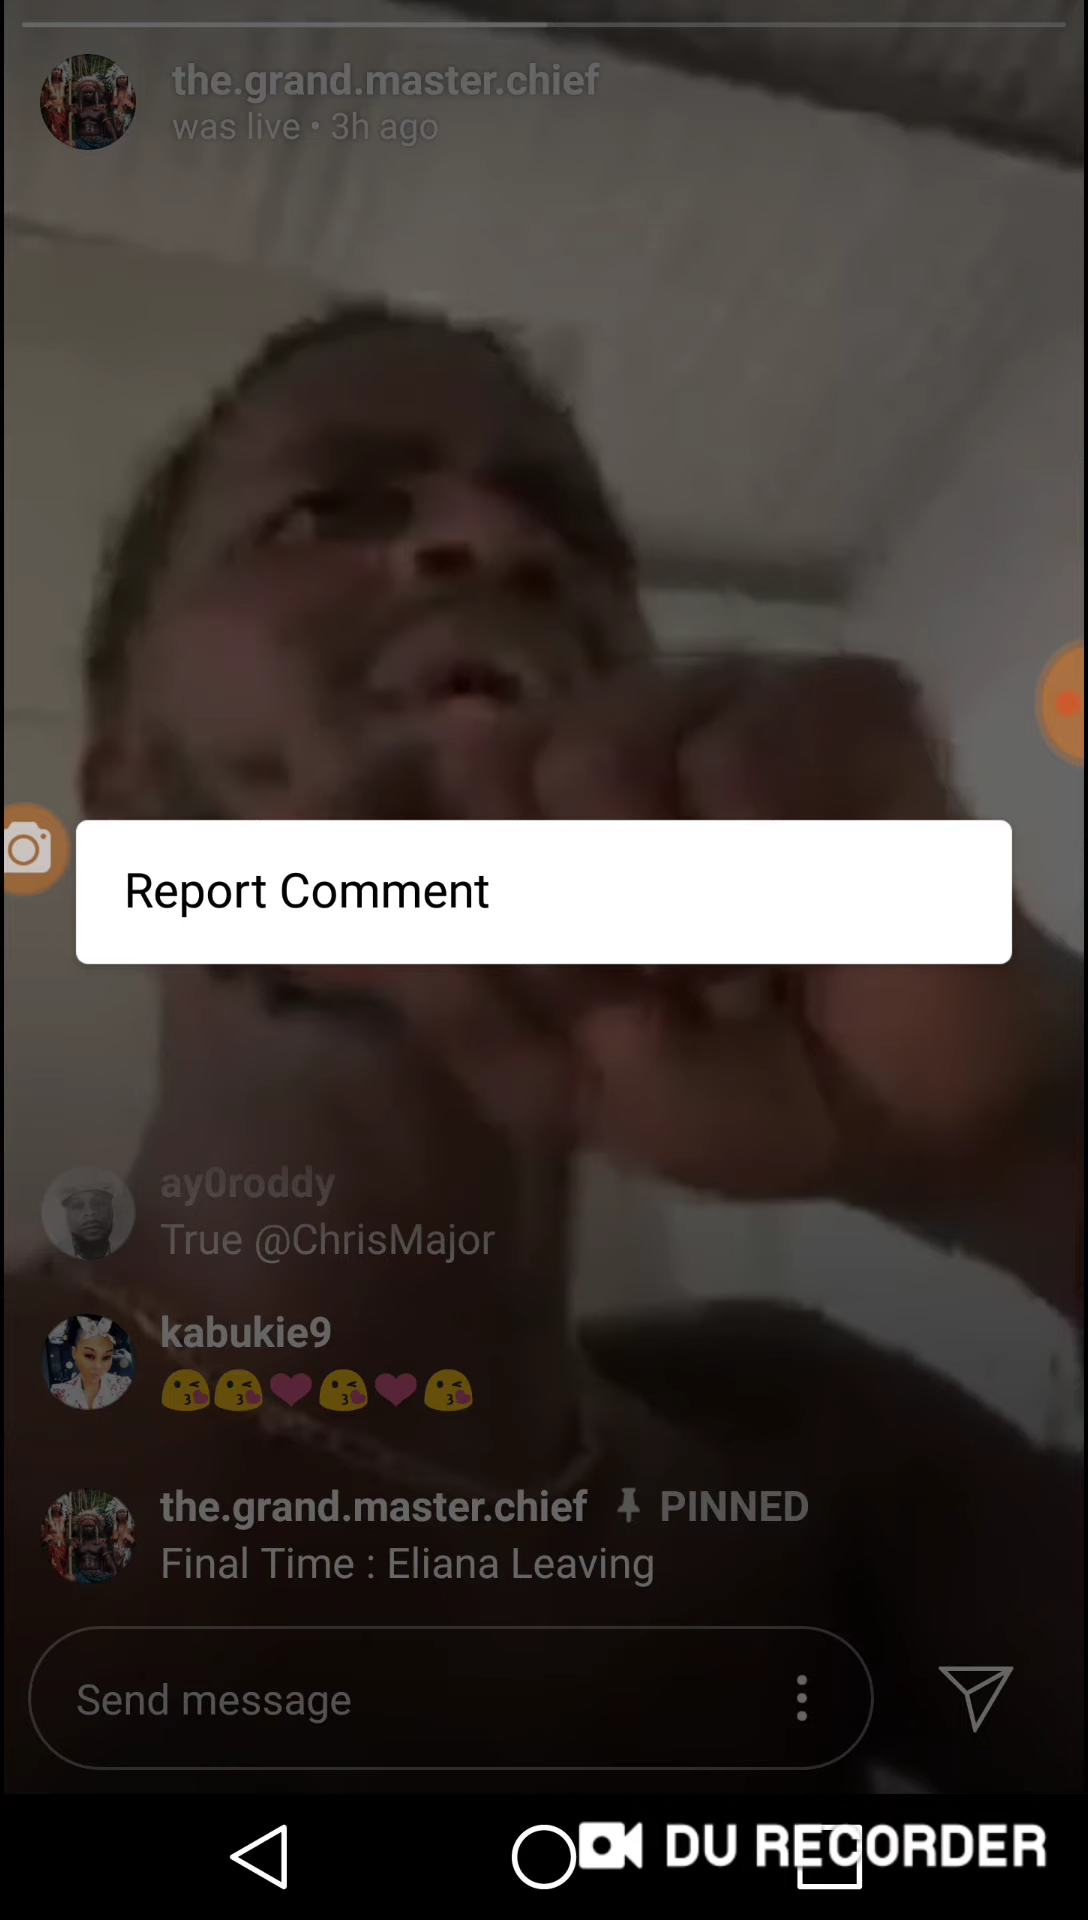 the.grand.master.chief
was live • 3h ago
Report Comment
ay0roddy
True @ChrisMajor
kabukie9
😘😘❤️😘❤️😘
the.grand.master.chief PINNED
Final Time : Eliana Leaving
Send message
DU RECORDER